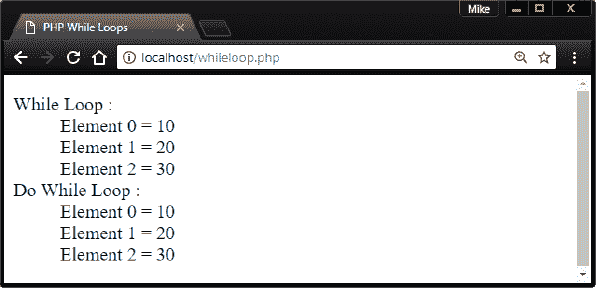 Mike
PHP While Loops
localhost/whileloop.php
While Loop :
Element 0 = 10
Element 1 = 20
Element 2 = 30
Do While Loop :
Element 0 = 10
Element 1 = 20
Element 2 = 30